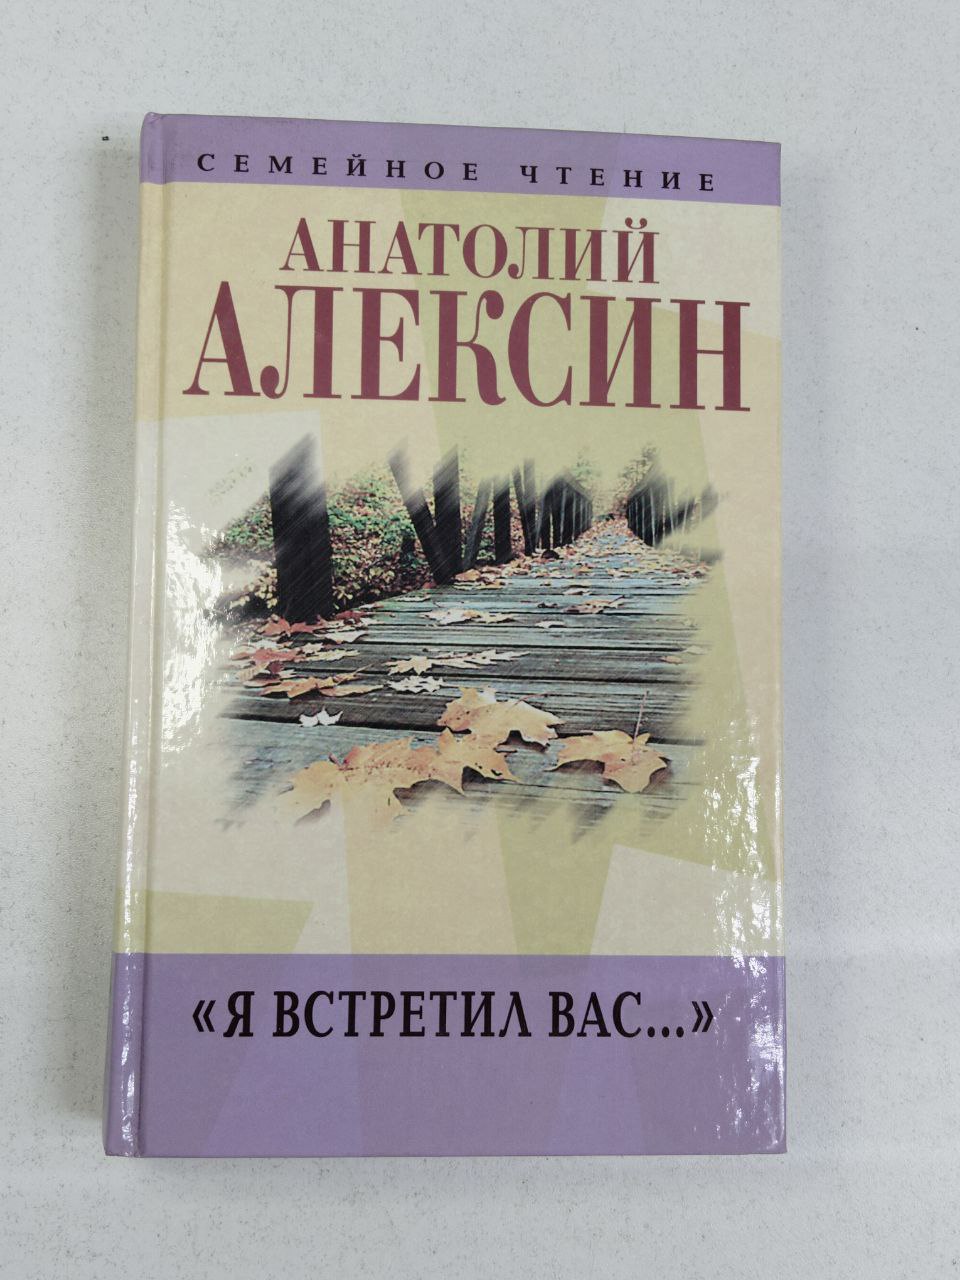 СЕМЕЙНОЕ ЧТЕНИЕ
АНАТОЛИЙ
АЛЕКСИН
«Я ВСТРЕТИЛ ВАС...»